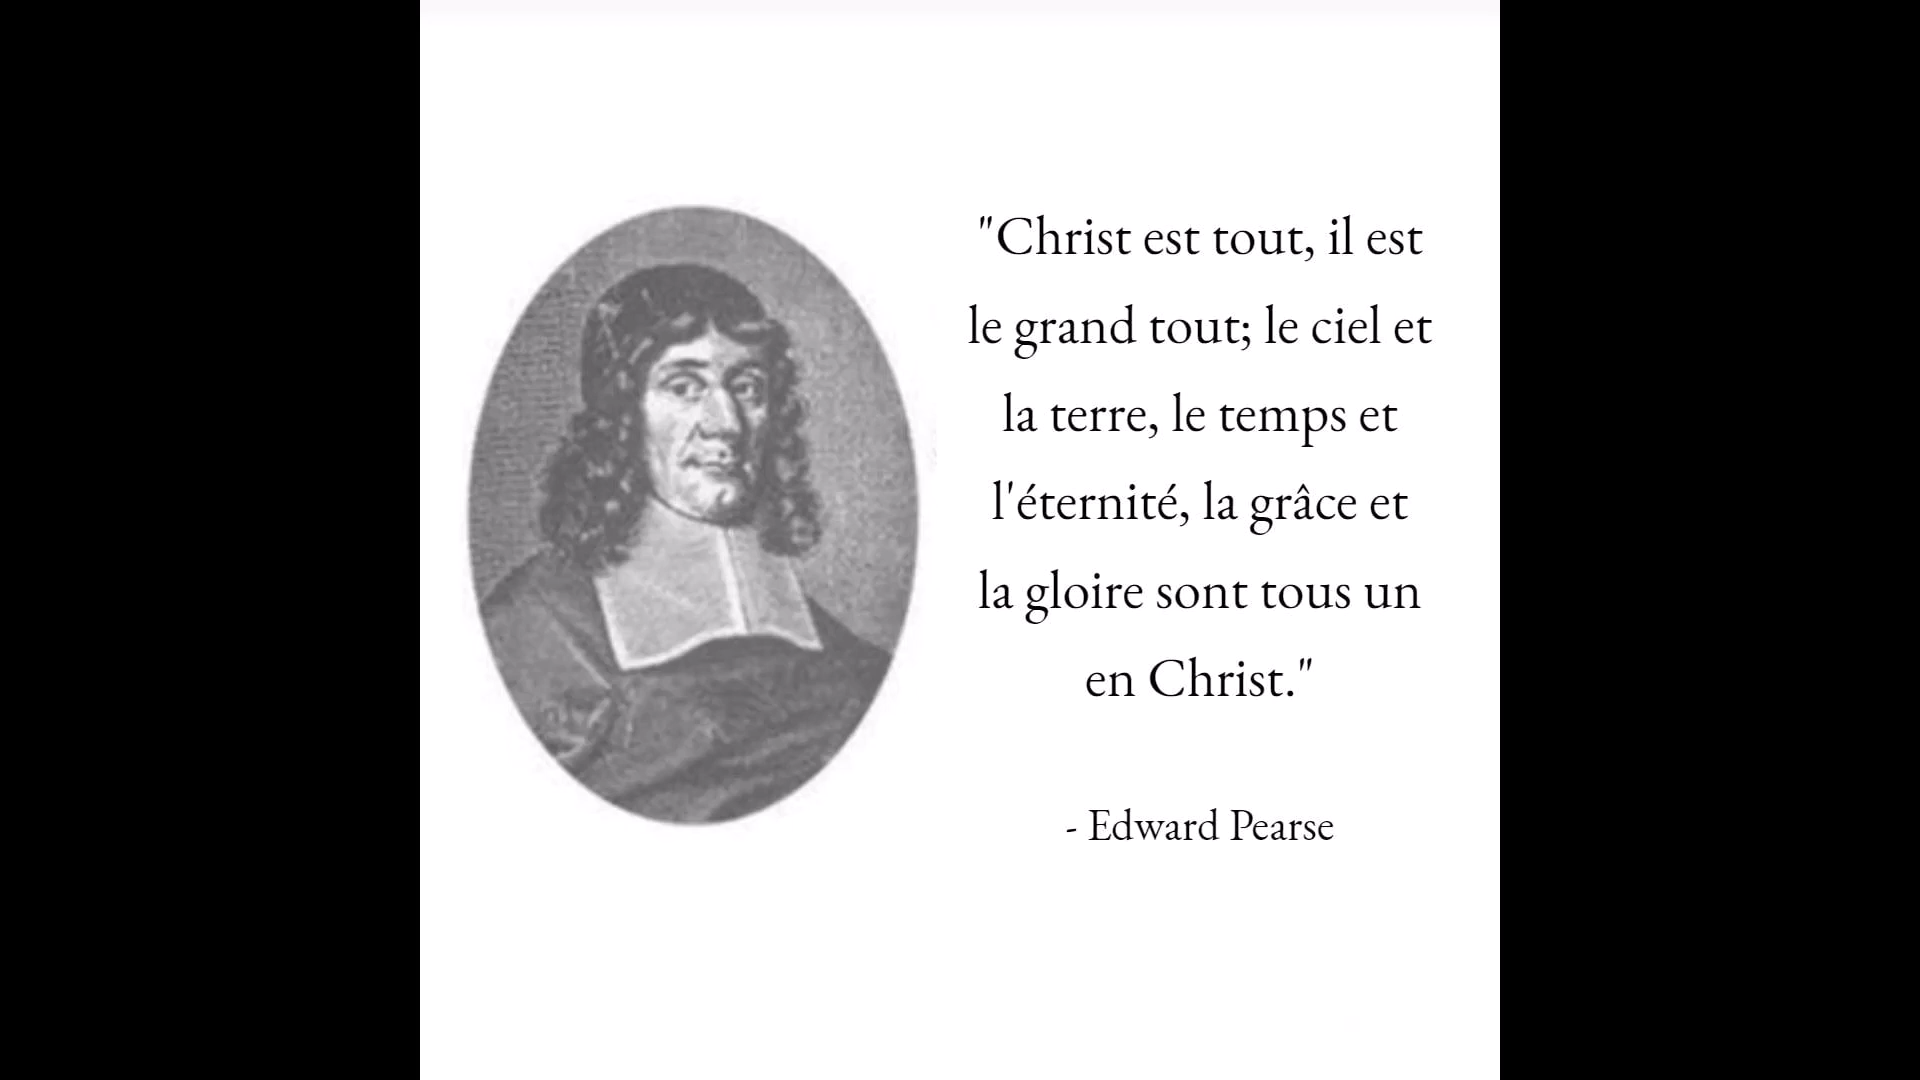 "Christ est tout, il est
le grand tout; le ciel et
la terre, le temps et
l'éternité, la grâce et
la gloire sont tous un
en Christ."
- Edward Pearse